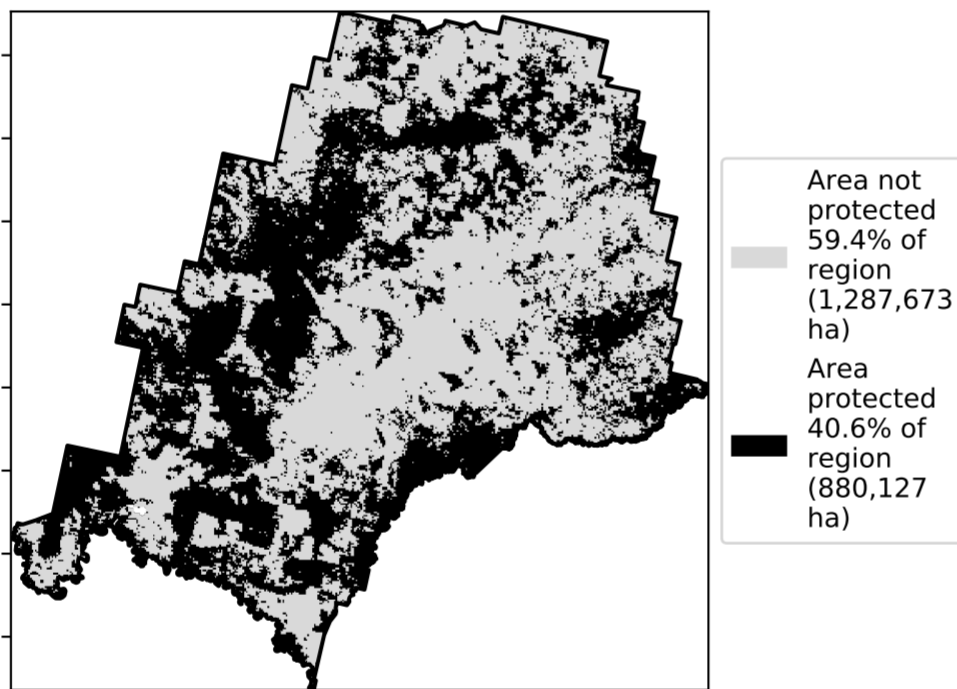 Area not
protected
59.4% of
region
(1,287,673
ha)
Area
protected
40.6% of
region
(880,127
ha)